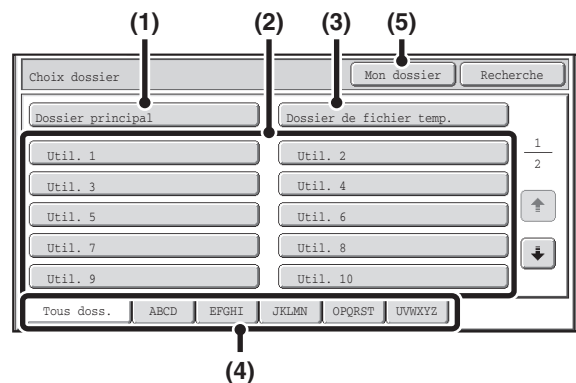 (1) (2) (3) (5)
Choix dossier Mon dossier Recherche
Dossier principal Dossier de fichier temp.
Util. 1 Util. 2 1
2
Util. 3 Util. 4
Util. 5 Util. 6
Util. 7 Util. 8
Util. 9 Util. 10
Tous doss. ABCD EFGHI JKLMN OPQRST UVWXYZ
(4)